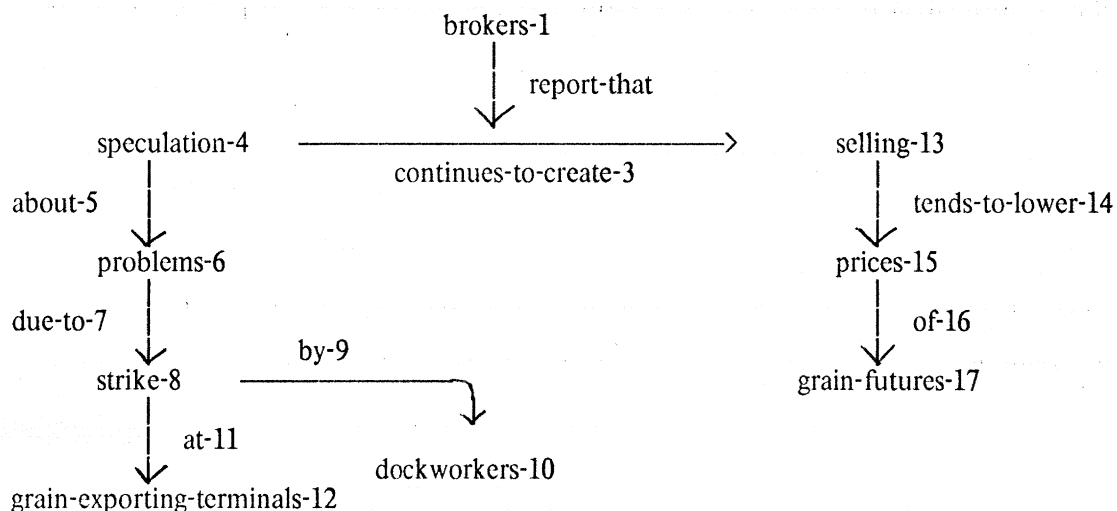 brokers-1
report-that
speculation-4
selling-13
continues-to-create-3
about-5
tends-to-lower-14
problems-6
prices-15
due-to-7
of-16
by-9
strike-8
grain-futures-17
at-11
dockworkers-10
grain-exporting-terminals-12